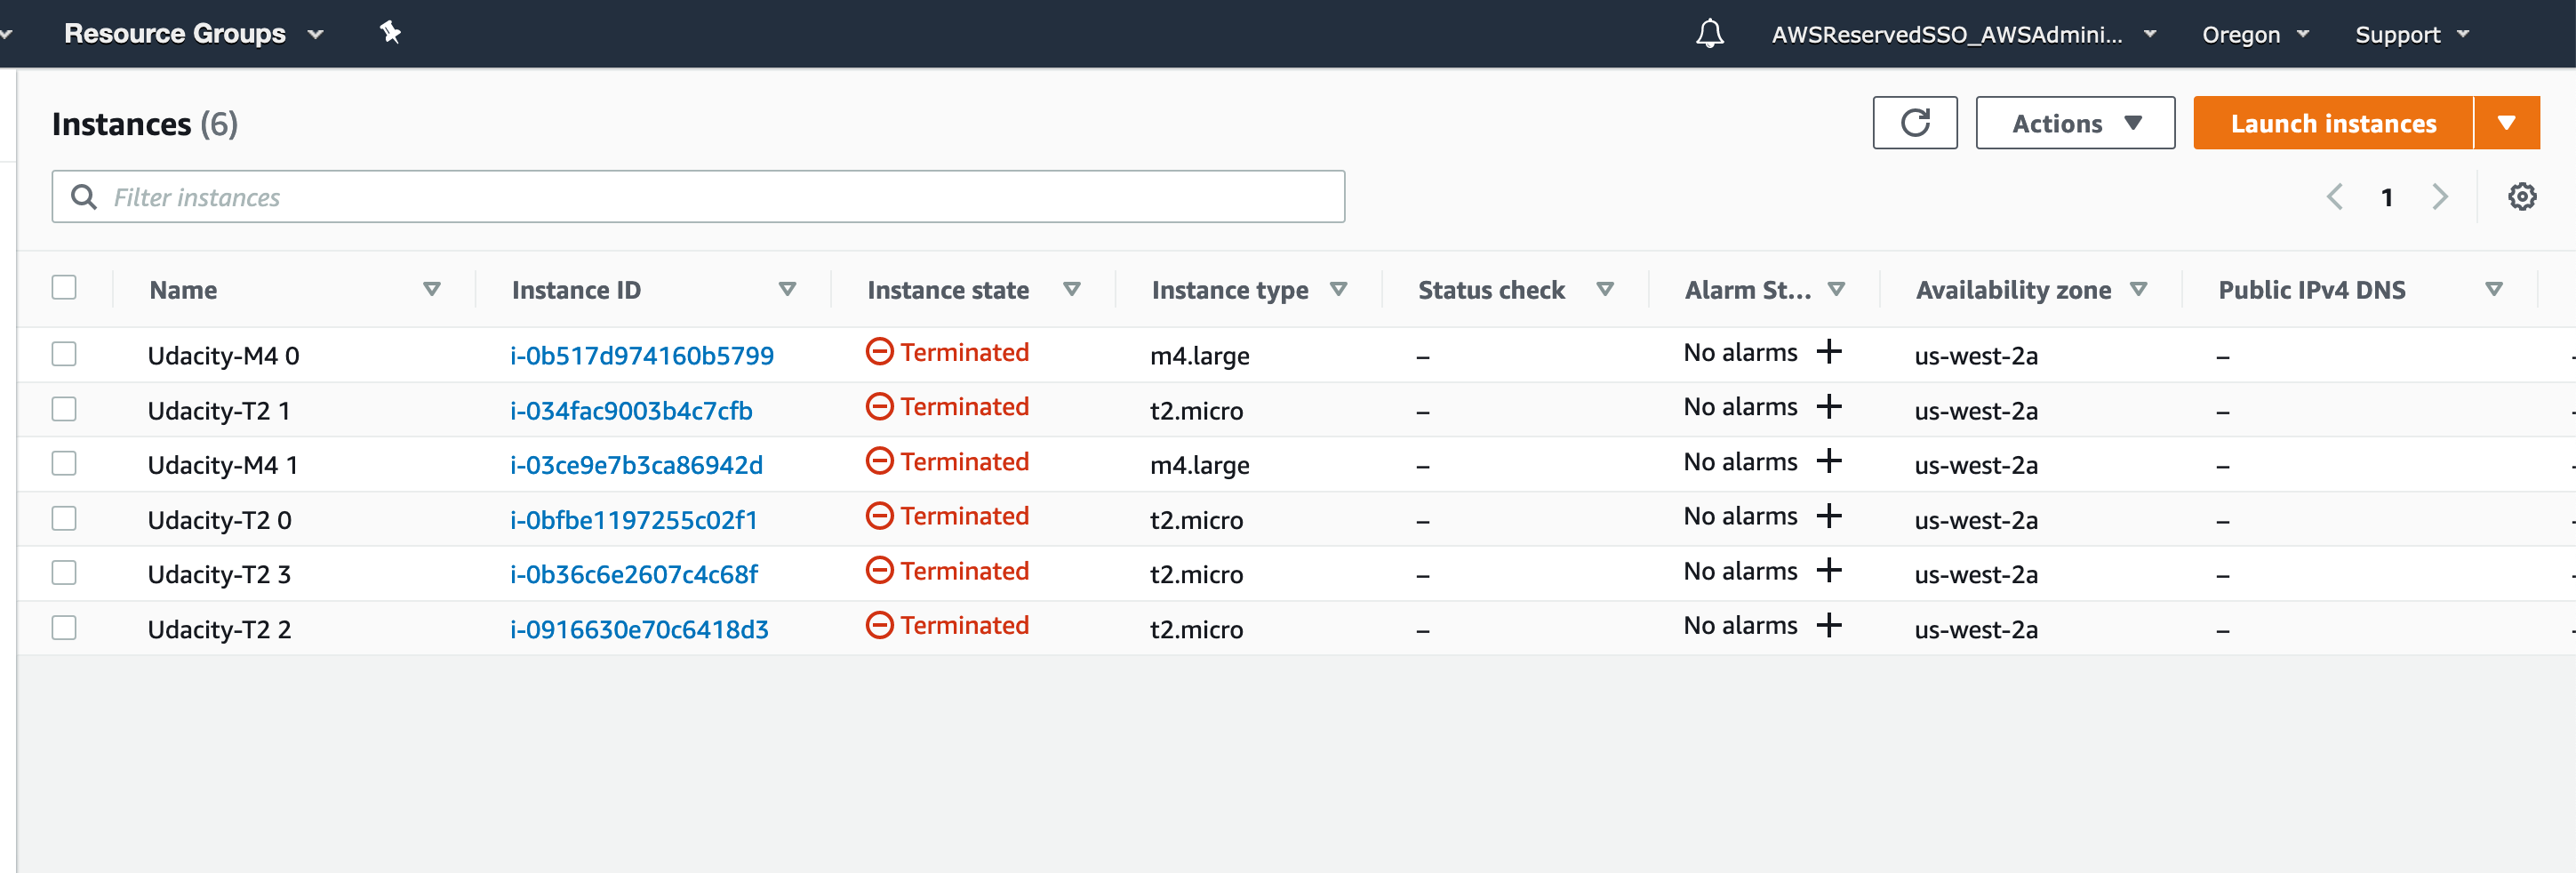 Resource Groups AWSReservedSSO_AWSAdmini... Oregon Support
Instances (6) Actions Launch instances
Filter instances 1
Name Instance ID Instance state Instance type Status check Alarm St... Availability zone Public IPv4 DNS
Udacity-M4 0 i-0b517d974160b5799 Terminated m4.large – No alarms + us-west-2a –
Udacity-T2 1 i-034fac9003b4c7cfb Terminated t2.micro – No alarms + us-west-2a –
Udacity-M4 1 i-03ce9e7b3ca86942d Terminated m4.large – No alarms + us-west-2a –
Udacity-T2 0 i-0bfbe1197255c02f1 Terminated t2.micro – No alarms + us-west-2a –
Udacity-T2 3 i-0b36c6e2607c4c68f Terminated t2.micro – No alarms + us-west-2a –
Udacity-T2 2 i-0916630e70c6418d3 Terminated t2.micro – No alarms + us-west-2a –